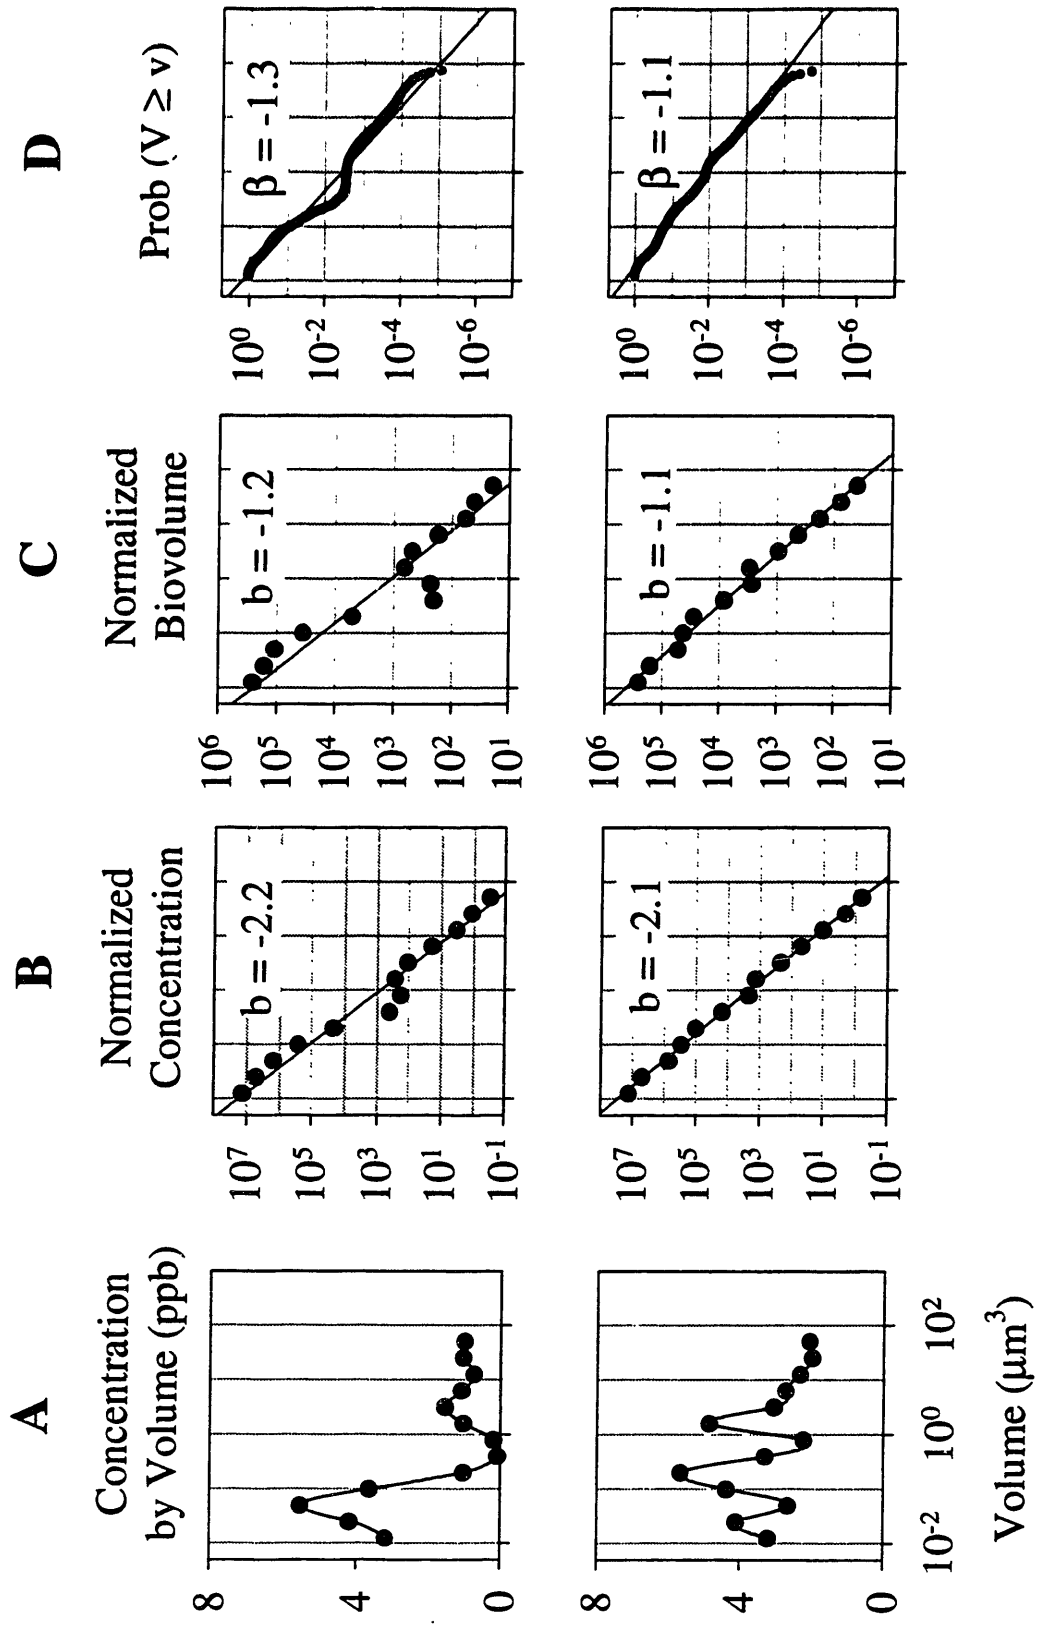 A
Concentration
by Volume (ppb)
8
4
0
8
4
0
10-2
100
102
Volume (μm3)
B
Normalized
Concentration
b = -2.2
107
105
103
101
10-1
b = -2.1
107
105
103
101
10-1
C
Normalized
Biovolume
b = -1.2
106
105
104
103
102
101
b = -1.1
106
105
104
103
102
101
D
Prob (V ≥ v)
β = -1.3
100
10-2
10-4
10-6
β = -1.1
100
10-2
10-4
10-6